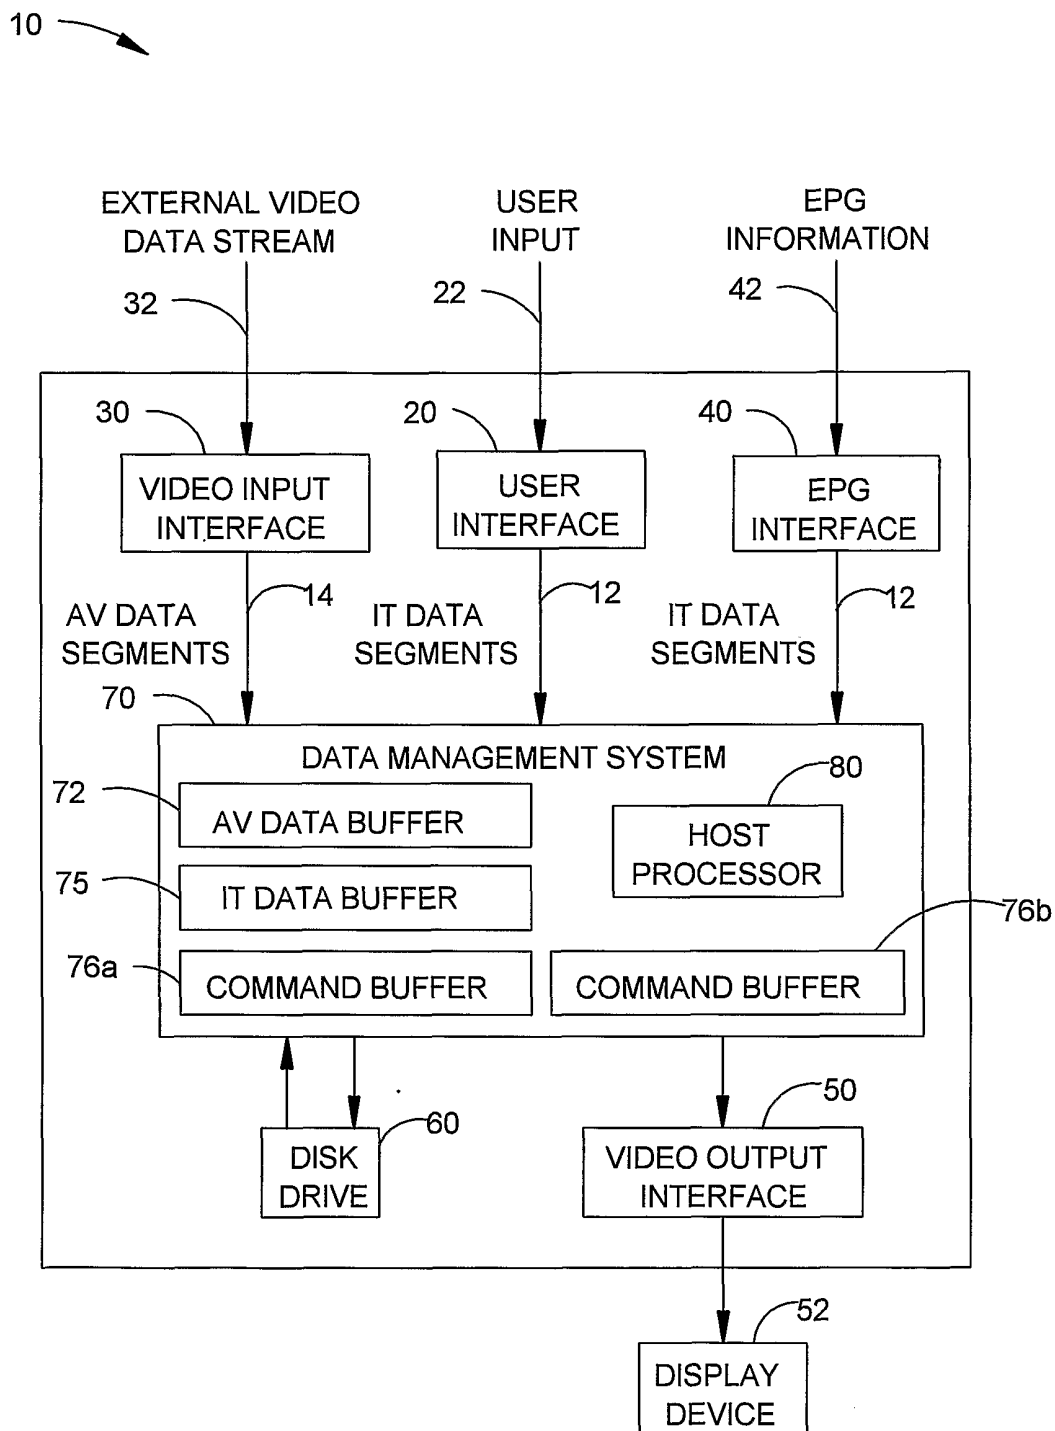 10
EXTERNAL VIDEO
DATA STREAM
USER
INPUT
EPG
INFORMATION
32
22
42
30
20
40
VIDEO INPUT
INTERFACE
USER
INTERFACE
EPG
INTERFACE
14
12
12
AV DATA
SEGMENTS
IT DATA
SEGMENTS
IT DATA
SEGMENTS
70
DATA MANAGEMENT SYSTEM
72
AV DATA BUFFER
80
HOST
PROCESSOR
75
IT DATA BUFFER
76b
76a
COMMAND BUFFER
COMMAND BUFFER
60
DISK
DRIVE
50
VIDEO OUTPUT
INTERFACE
52
DISPLAY
DEVICE